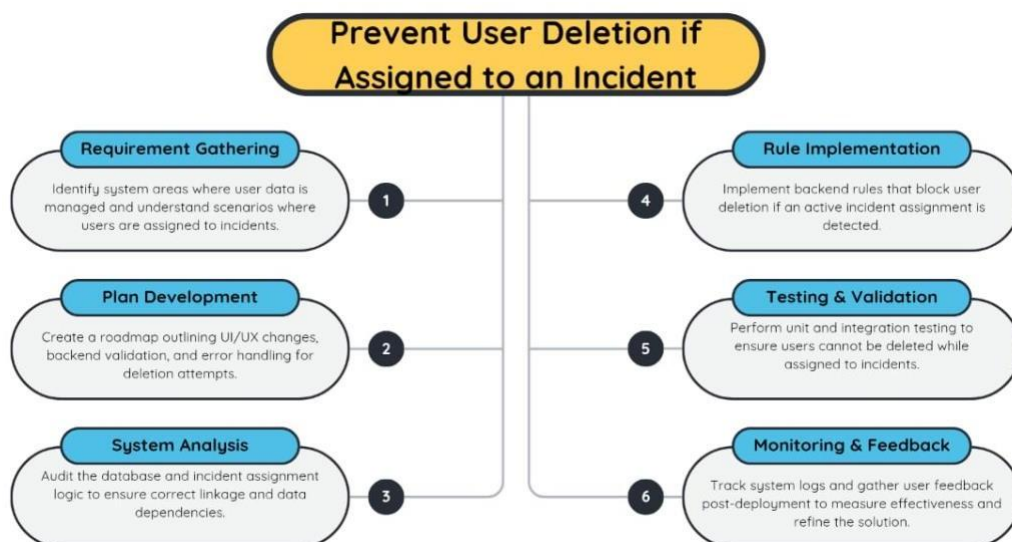 Prevent User Deletion if
Assigned to an Incident
Requirement Gathering
Identify system areas where user data is
managed and understand scenarios where
users are assigned to incidents.
1
Plan Development
Create a roadmap outlining UI/UX changes,
backend validation, and error handling for
deletion attempts.
2
System Analysis
Audit the database and incident assignment
logic to ensure correct linkage and data
dependencies.
3
Rule Implementation
4
Implement backend rules that block user
deletion if an active incident assignment is
detected.
Testing & Validation
5
Perform unit and integration testing to
ensure users cannot be deleted while
assigned to incidents.
Monitoring & Feedback
6
Track system logs and gather user feedback
post-deployment to measure effectiveness and
refine the solution.